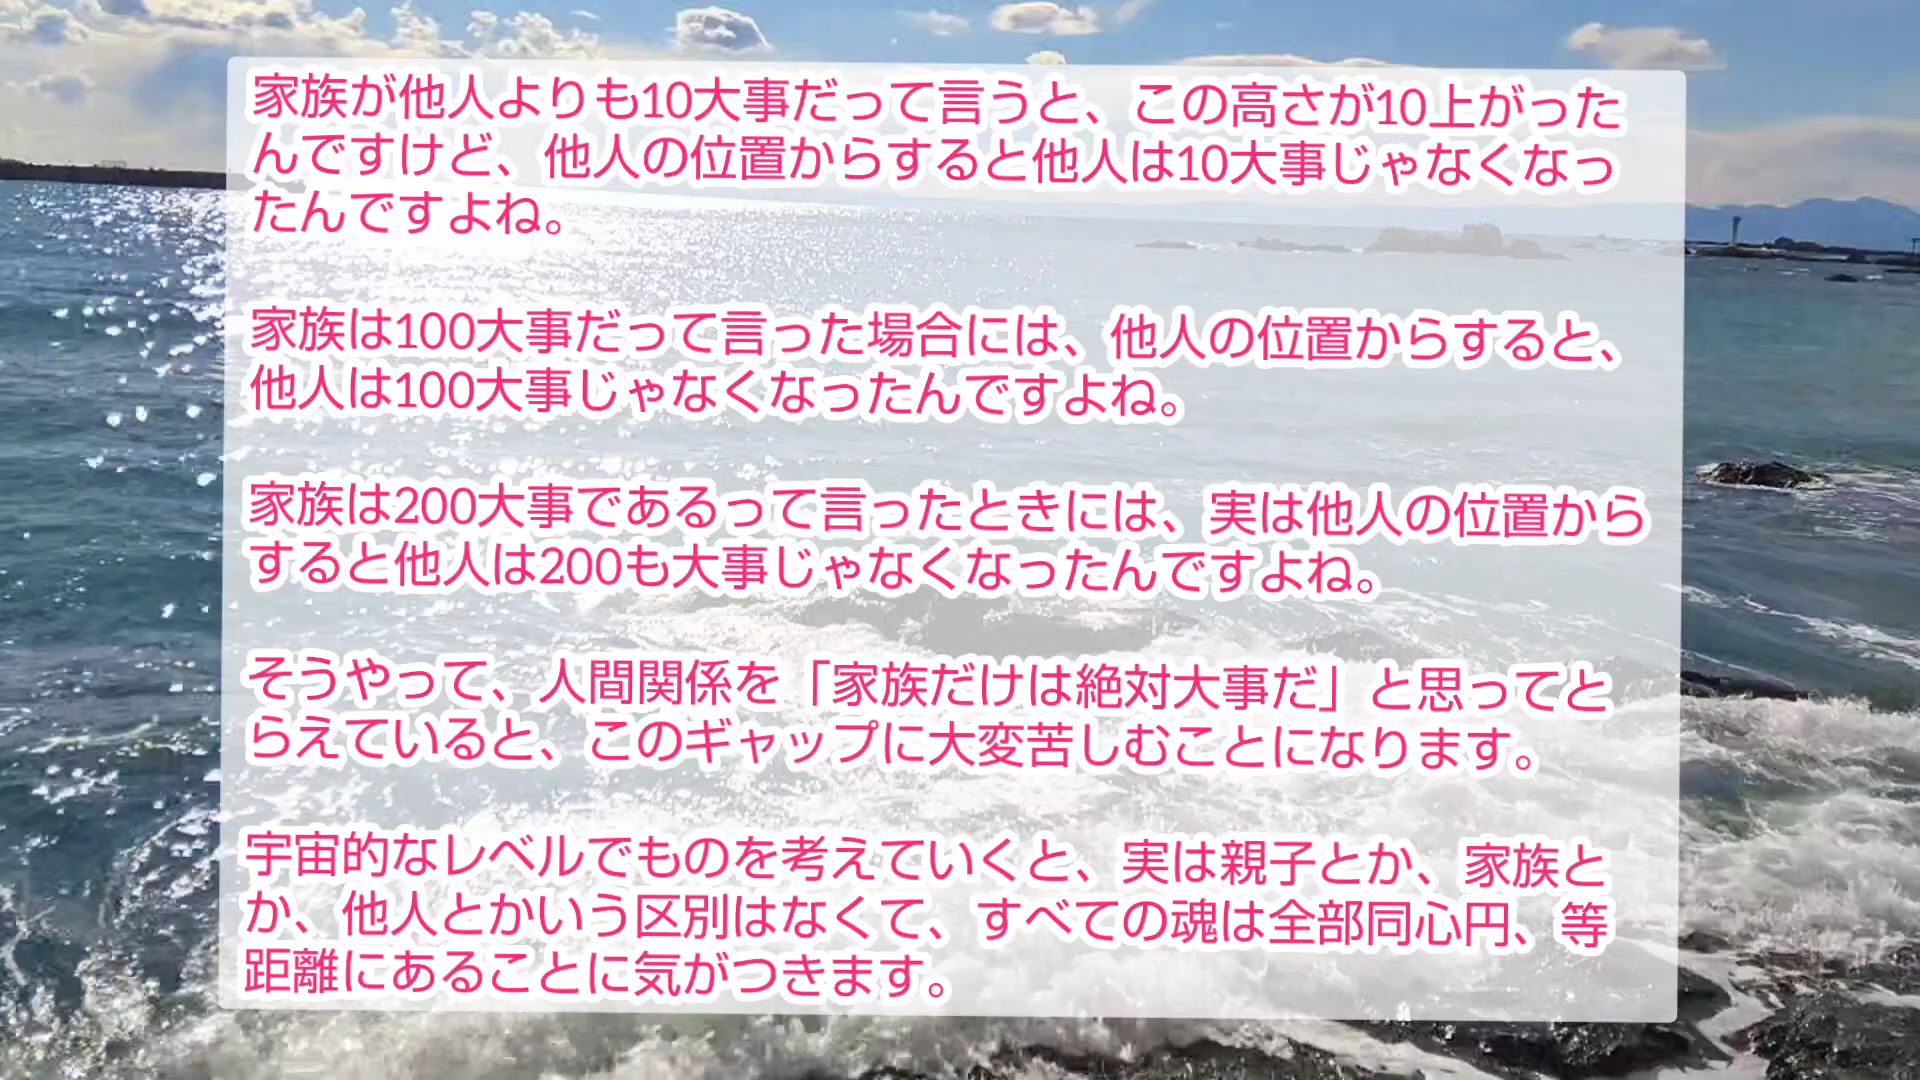 家族が他人よりも10大事だって言うと、この高さが10上がった
んですけど、他人の位置からすると他人は10大事じゃなくなっ
たんですよね。
家族は100大事だって言った場合には、他人の位置からすると、
他人は100大事じゃなくなったんですよね。
家族は200大事であるって言ったときには、実は他人の位置から
すると他人は200も大事じゃなくなったんですよね。
そうやって、人間関係を「家族だけは絶対大事だ」と思ってと
らえていると、このギャップに大変苦しむことになります。
宇宙的なレベルでものを考えていくと、実は親子とか、家族と
か、他人とかいう区別はなくて、すべての魂は全部同心円、等
距離にあることに気がつきます。